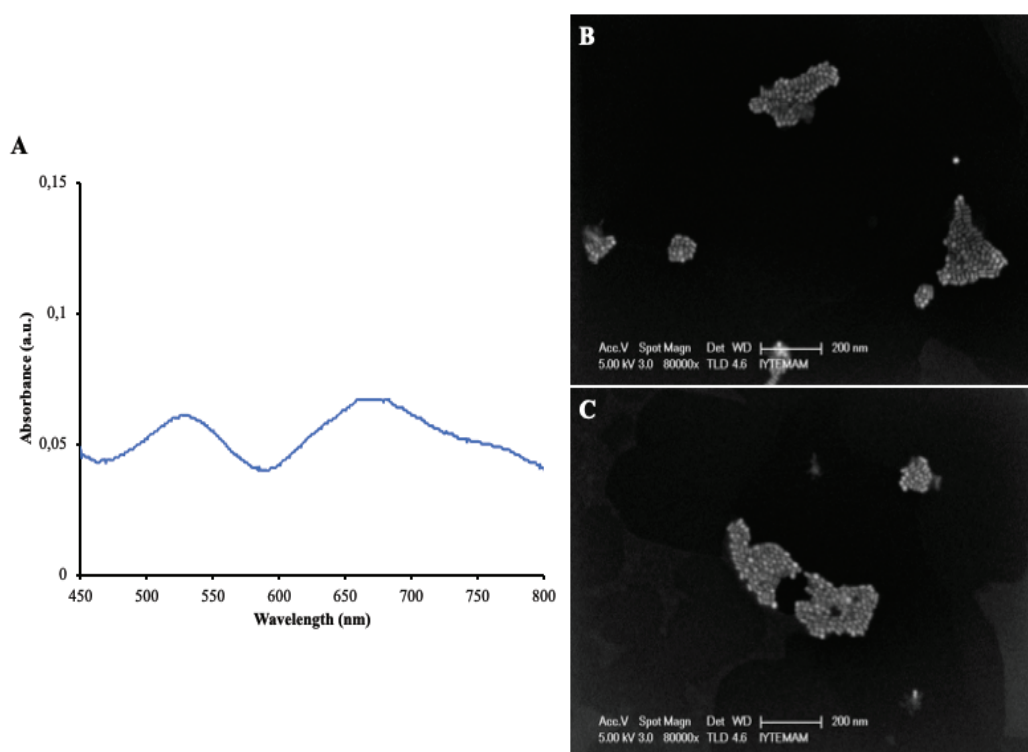 A
0,15
0,1
0,05
0
450 500 550 600 650 700 750 800
Wavelength (nm)
Absorbance (a.u.)
B
Acc.V Spot Magn Det WD 200 nm
5.00 kV 3.0 80000x TLD 4.6 IYTEMAM
C
Acc.V Spot Magn Det WD 200 nm
5.00 kV 3.0 80000x TLD 4.6 IYTEMAM